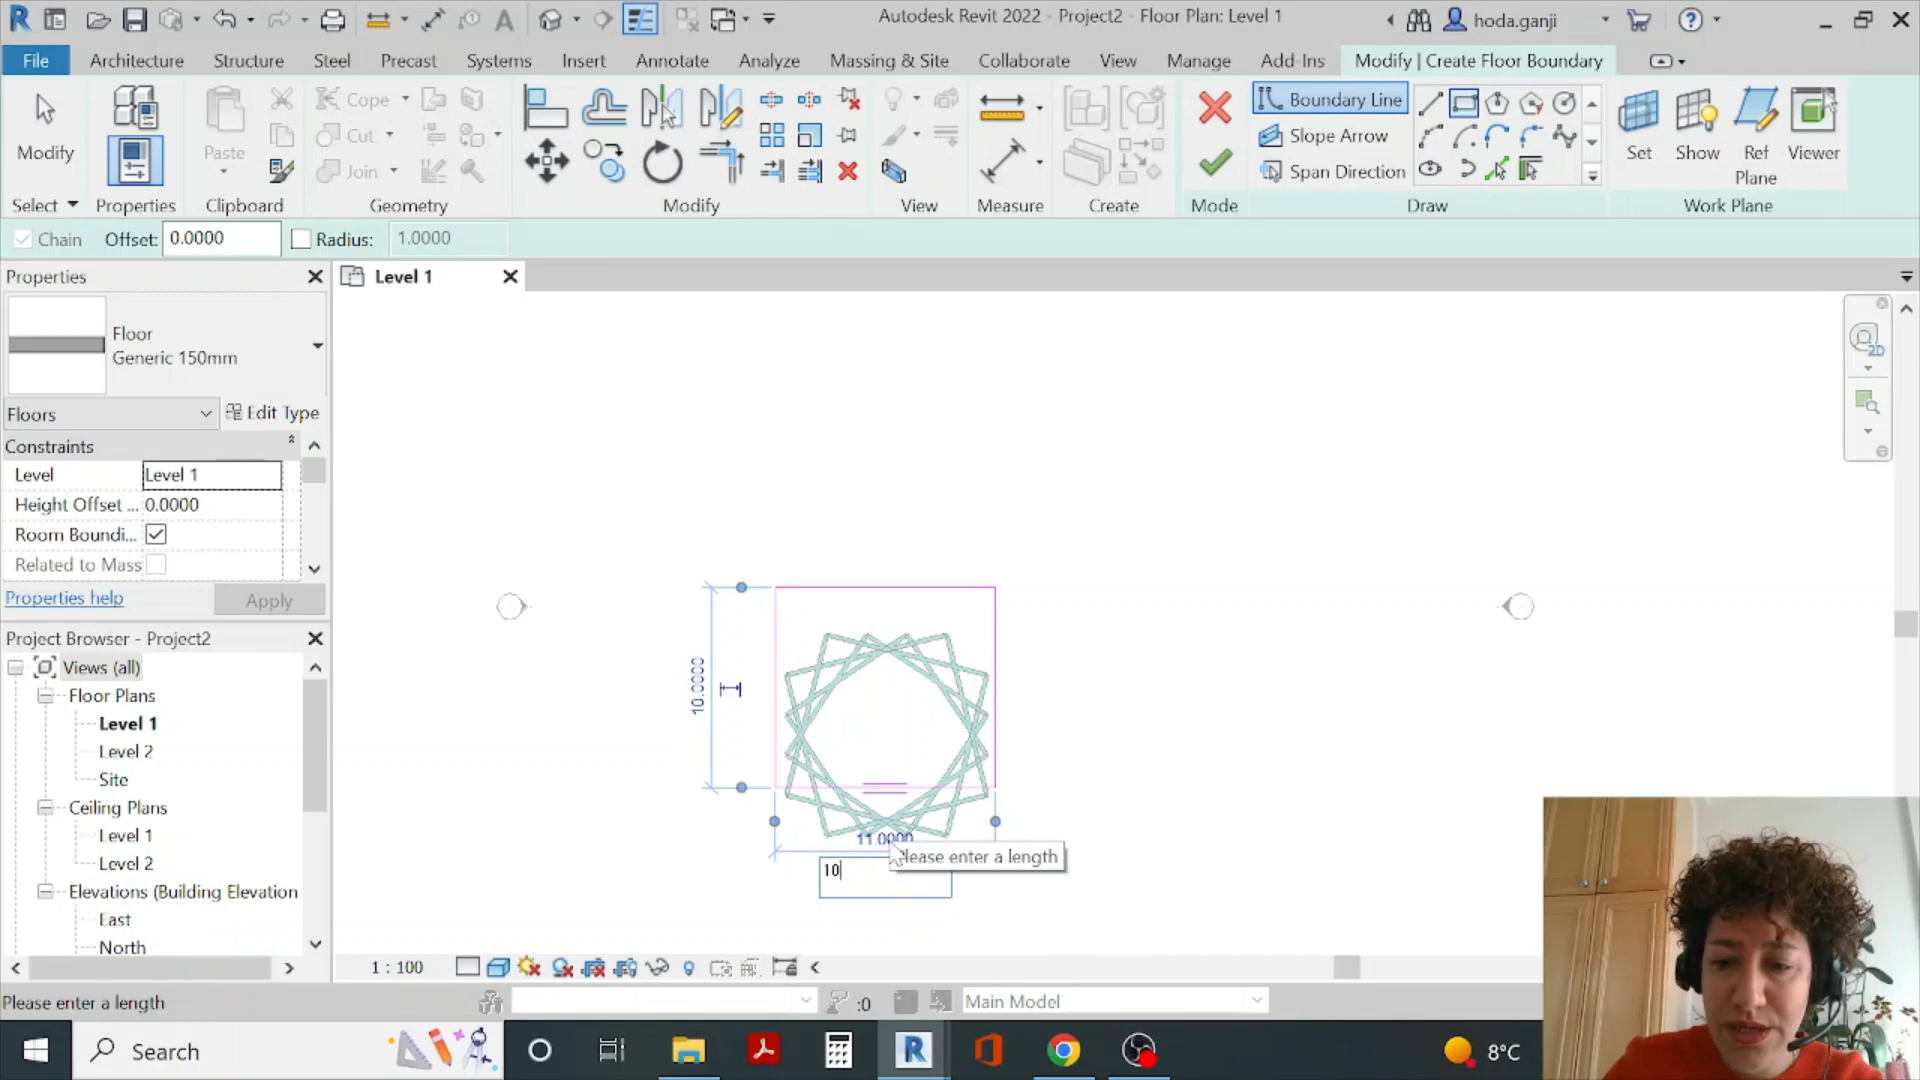 Autodesk Revit 2022 - Project2 - Floor Plan: Level 1
hoda.ganji
File
Architecture
Structure
Steel
Precast
Systems
Insert
Annotate
Analyze
Massing & Site
Collaborate
View
Manage
Add-Ins
Modify | Create Floor Boundary
Modify
Paste
Cope
Cut
Join
Boundary Line
Slope Arrow
Span Direction
Set
Show
Ref
Plane
Viewer
Select
Properties
Clipboard
Geometry
Modify
View
Measure
Create
Mode
Draw
Work Plane
Chain
Offset:
0.0000
Radius:
1.0000
Properties
Level 1
Floor
Generic 150mm
Floors
Edit Type
Constraints
Level
Level 1
Height Offset ...
0.0000
Room Boundi...
Related to Mass
Properties help
Apply
Project Browser - Project2
Views (all)
Floor Plans
Level 1
Level 2
Site
Ceiling Plans
Level 1
Level 2
Elevations (Building Elevation
East
North
10.0000
11.0000
Please enter a length
10
2D
1 : 100
Please enter a length
:0
Main Model
Search
8°C